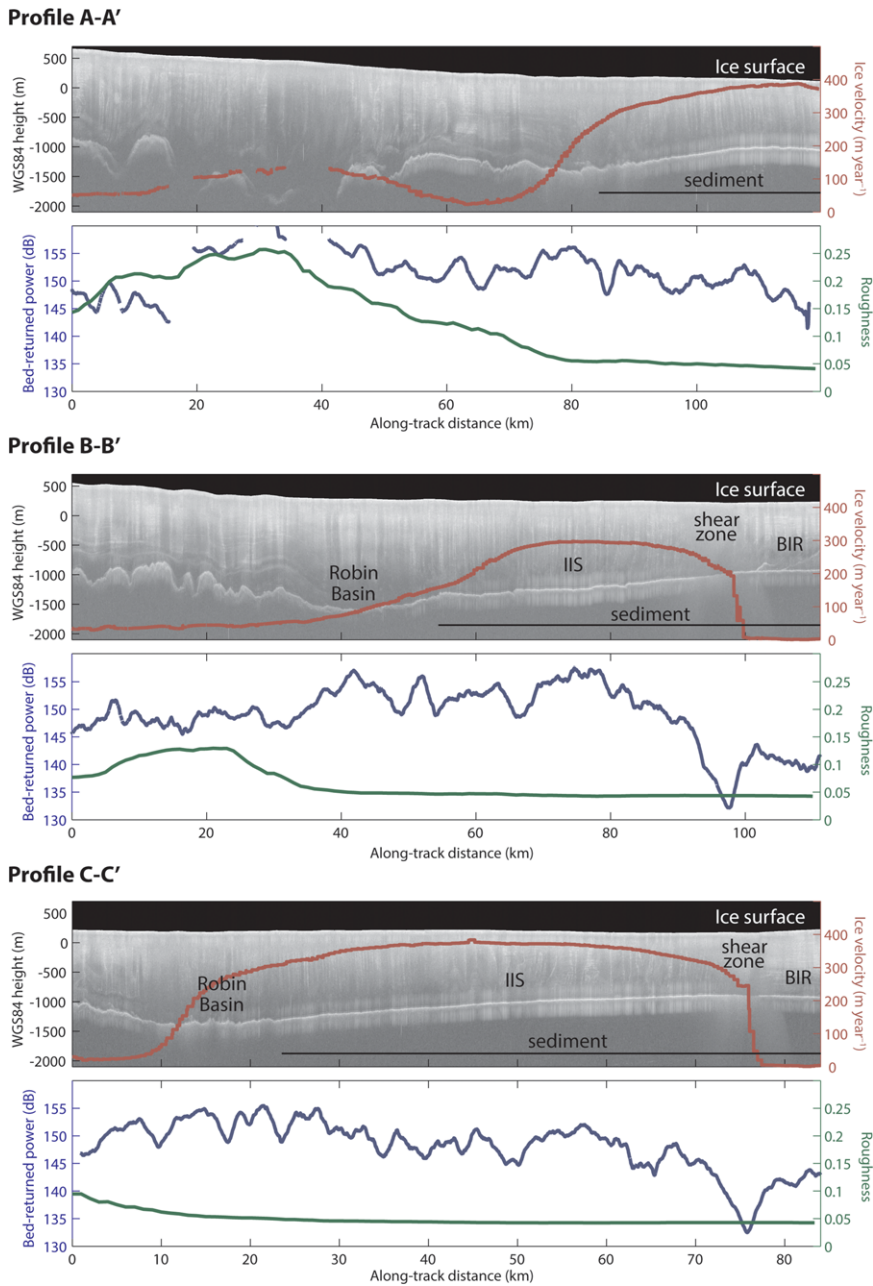 Profile A-A′
WGS84 height (m)
500
0
-500
-1000
-1500
-2000
Ice surface
sediment
400
300
200
100
0
Ice velocity (m year⁻¹)
Bed-returned power (dB)
155
150
145
140
135
130
0.25
0.2
0.15
0.1
0.05
0
Roughness
0 20 40 60 80 100
Along-track distance (km)
Profile B-B′
WGS84 height (m)
500
0
-500
-1000
-1500
-2000
Ice surface
shear
zone
BIR
IIS
Robin
Basin
sediment
400
300
200
100
0
Ice velocity (m year⁻¹)
Bed-returned power (dB)
155
150
145
140
135
130
0.25
0.2
0.15
0.1
0.05
0
Roughness
0 20 40 60 80 100
Along-track distance (km)
Profile C-C′
WGS84 height (m)
500
0
-500
-1000
-1500
-2000
Ice surface
shear
zone
BIR
IIS
Robin
Basin
sediment
400
300
200
100
0
Ice velocity (m year⁻¹)
Bed-returned power (dB)
155
150
145
140
135
130
0.25
0.2
0.15
0.1
0.05
0
Roughness
0 10 20 30 40 50 60 70 80
Along-track distance (km)